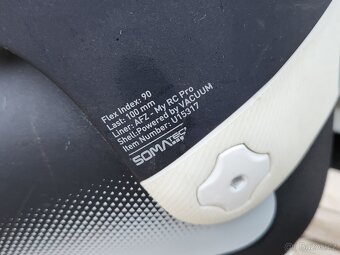 Flex Index: 90
Last: 100 mm
Liner: AFZ - My RC Pro
Shell:Powered by VACUUM
Item Number: U15317
SOMATEC